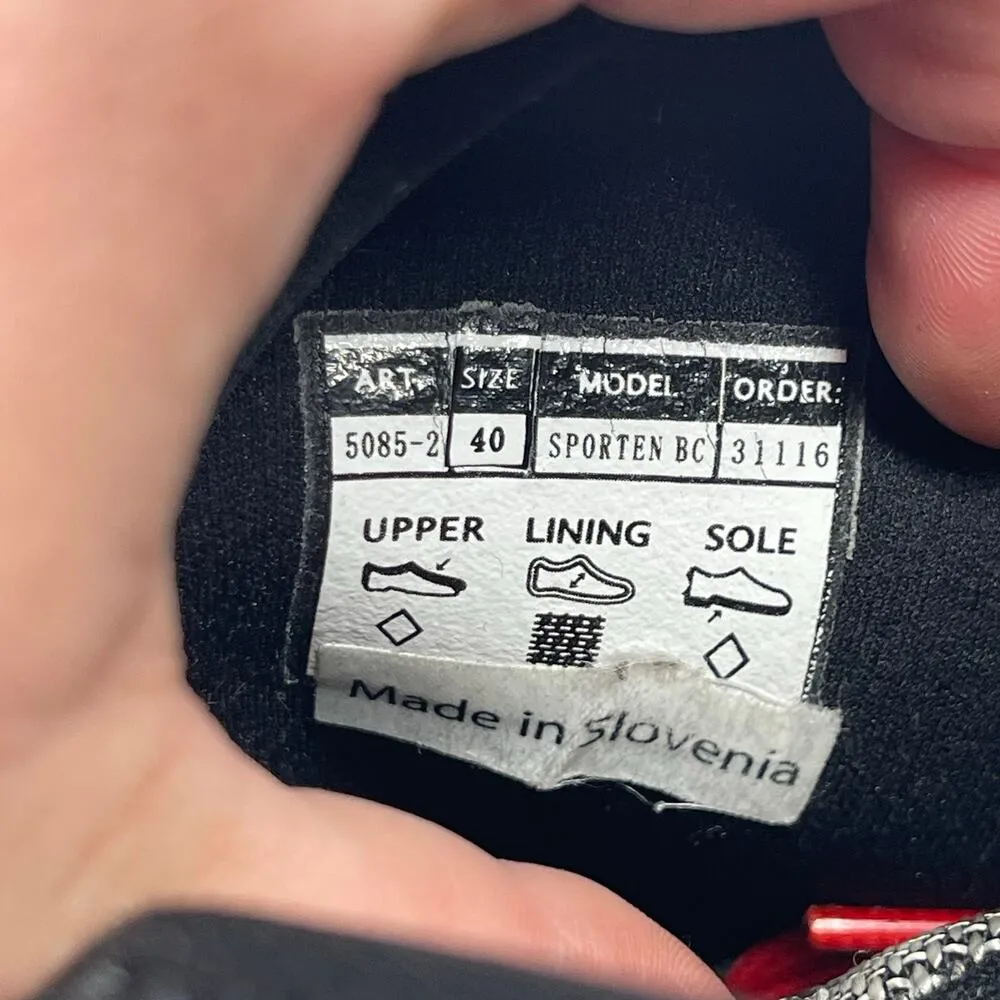 ART. SIZE MODEL ORDER:
5085-2 40 SPORTEN BC 31116
UPPER LINING SOLE
Made in Slovenia